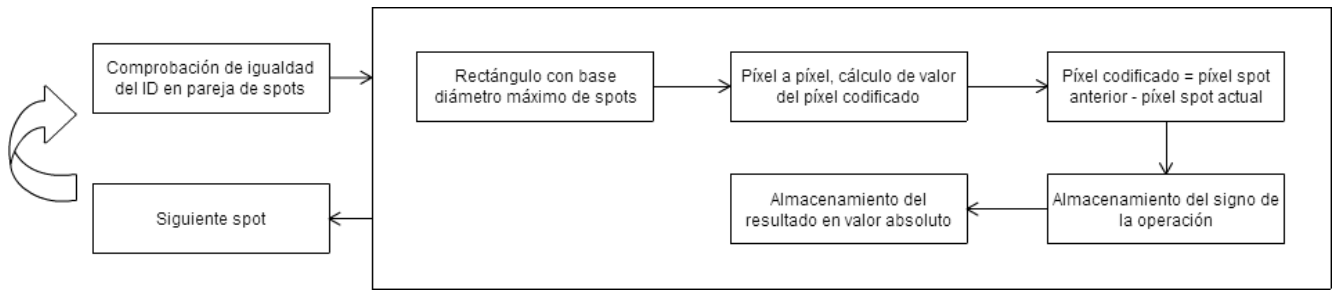 Comprobación de igualdad
del ID en pareja de spots
Rectángulo con base
diámetro máximo de spots
Píxel a píxel, cálculo de valor
del píxel codificado
Píxel codificado = píxel spot
anterior - píxel spot actual
Almacenamiento del signo de
la operación
Almacenamiento del
resultado en valor absoluto
Siguiente spot